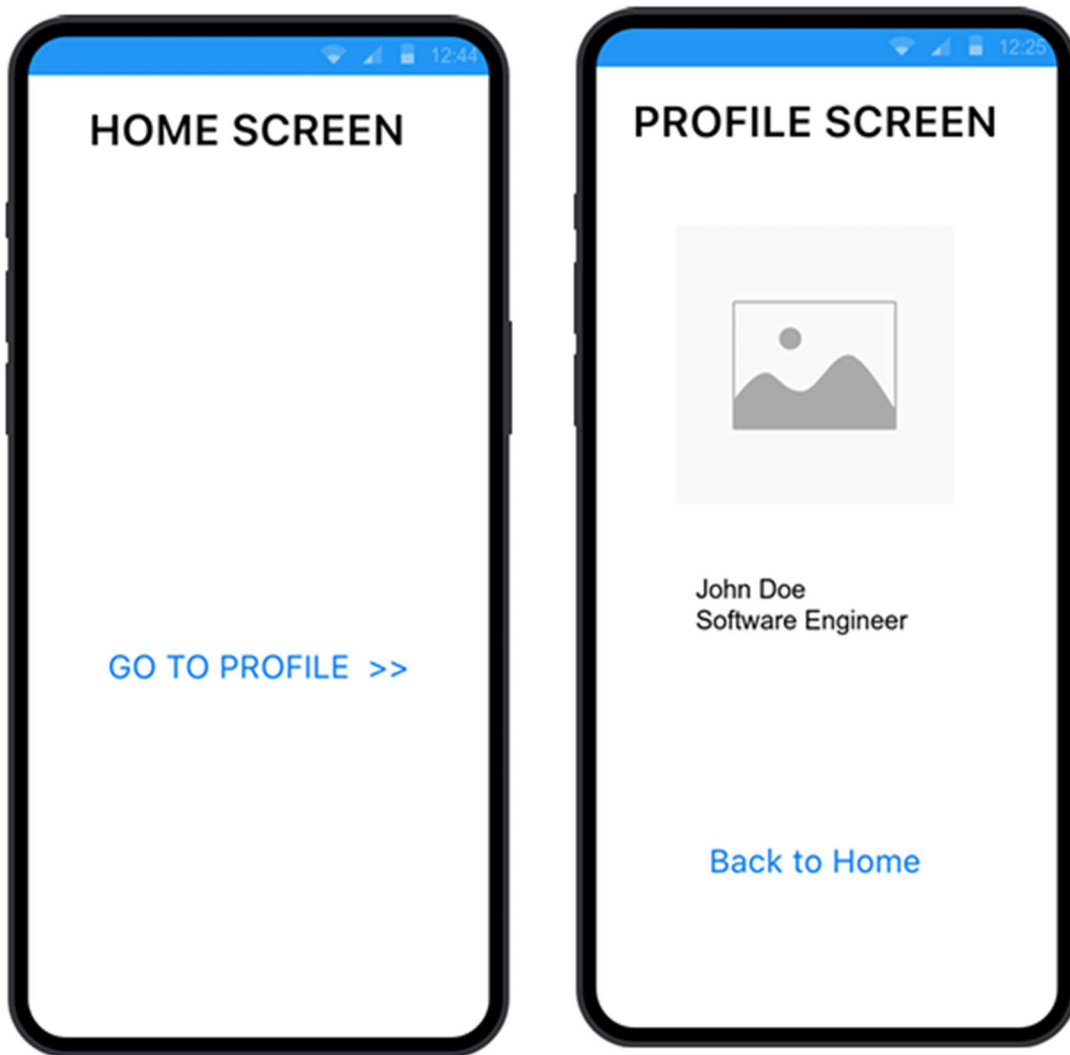 12:44
HOME SCREEN
GO TO PROFILE >>
12:25
PROFILE SCREEN
John Doe
Software Engineer
Back to Home